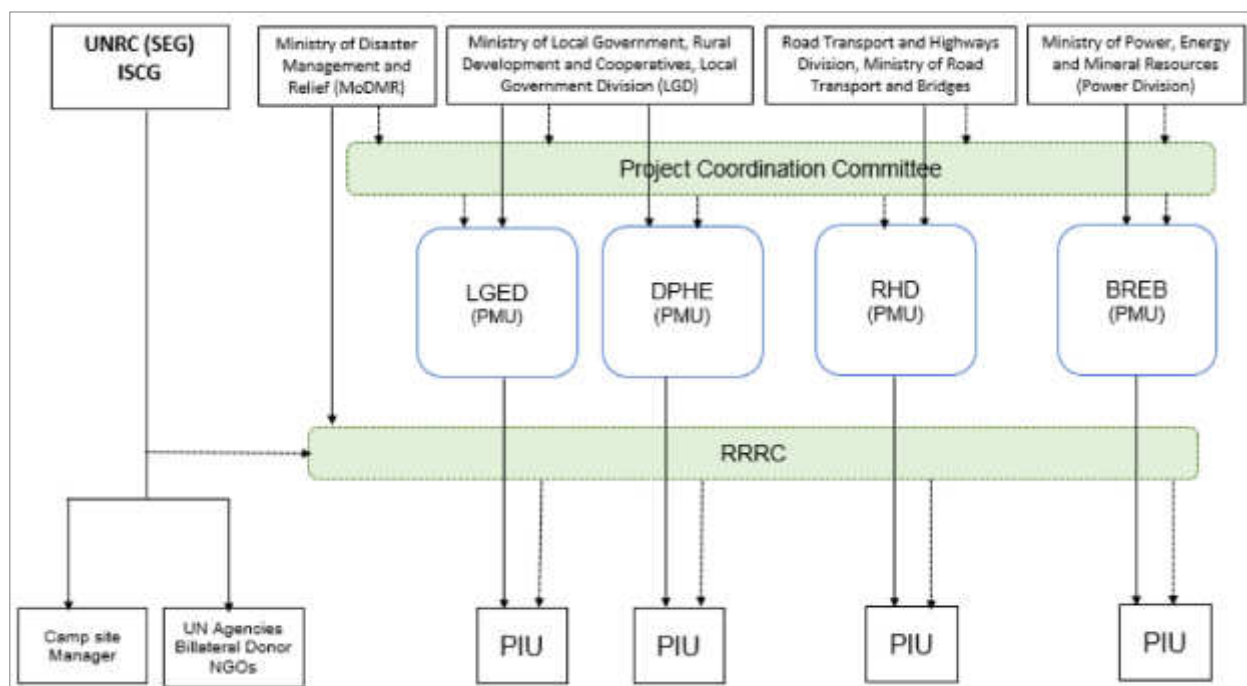 UNRC (SEG)
ISCG
Ministry of Disaster
Management and
Relief (MoDMR)
Ministry of Local Government, Rural
Development and Cooperatives, Local
Government Division (LGD)
Road Transport and Highways
Division, Ministry of Road
Transport and Bridges
Ministry of Power, Energy
and Mineral Resources
(Power Division)
Project Coordination Committee
LGED
(PMU)
DPHE
(PMU)
RHD
(PMU)
BREB
(PMU)
RRRC
Camp site
Manager
UN Agencies
Billateral Donor
NGOs
PIU
PIU
PIU
PIU